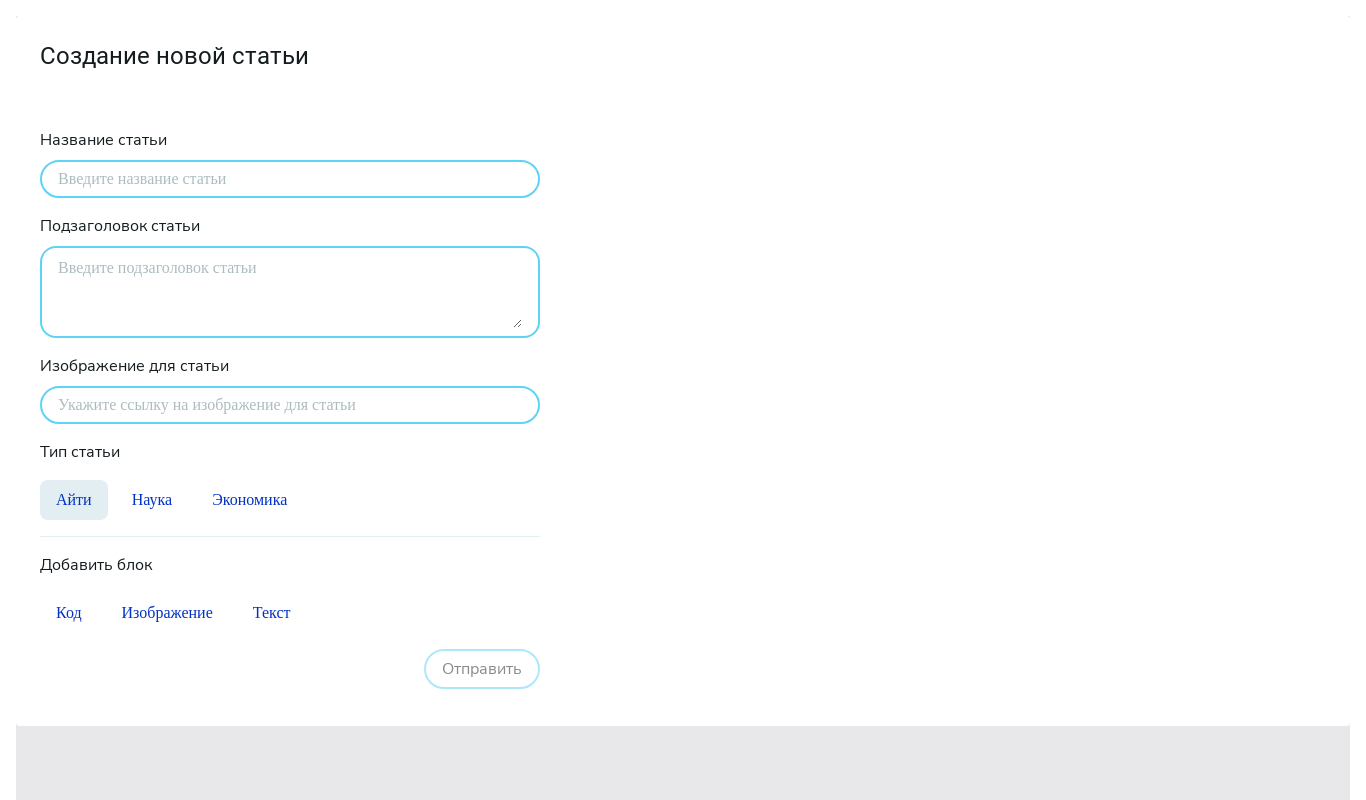 Создание новой статьи
Название статьи
Введите название статьи
Подзаголовок статьи
Введите подзаголовок статьи
Изображение для статьи
Укажите ссылку на изображение для статьи
Тип статьи
Айти Наука Экономика
Добавить блок
Код Изображение Текст
Отправить